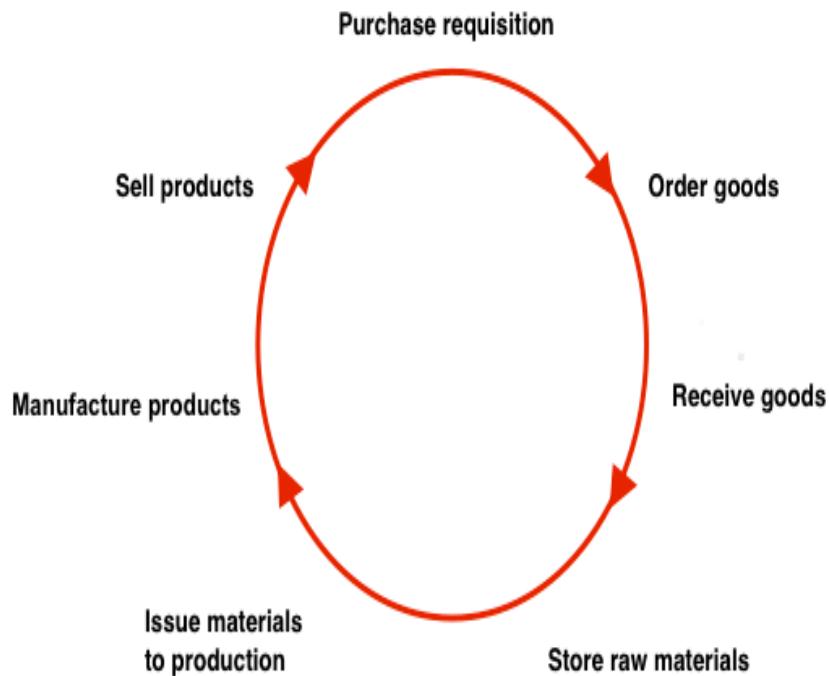 Purchase requisition
Order goods
Receive goods
Store raw materials
Issue materials
to production
Manufacture products
Sell products